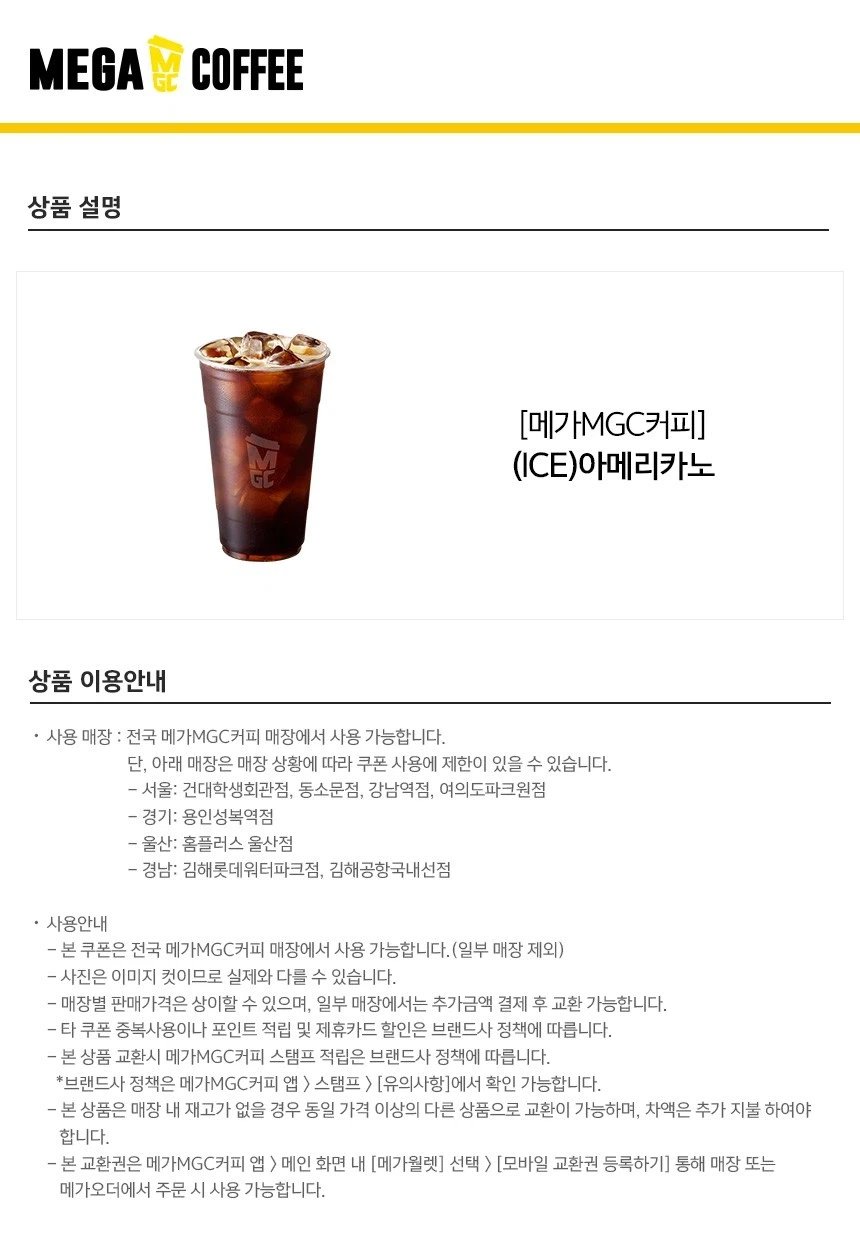 MEGA MGC COFFEE
상품 설명
[메가MGC커피]
(ICE)아메리카노
MGC
상품 이용안내
· 사용 매장 : 전국 메가MGC커피 매장에서 사용 가능합니다.
단, 아래 매장은 매장 상황에 따라 쿠폰 사용에 제한이 있을 수 있습니다.
- 서울: 건대학생회관점, 동소문점, 강남역점, 여의도파크원점
- 경기: 용인성복역점
- 울산: 홈플러스 울산점
- 경남: 김해롯데워터파크점, 김해공항국내선점
· 사용안내
- 본 쿠폰은 전국 메가MGC커피 매장에서 사용 가능합니다.(일부 매장 제외)
- 사진은 이미지 컷이므로 실제와 다를 수 있습니다.
- 매장별 판매가격은 상이할 수 있으며, 일부 매장에서는 추가금액 결제 후 교환 가능합니다.
- 타 쿠폰 중복사용이나 포인트 적립 및 제휴카드 할인은 브랜드사 정책에 따릅니다.
- 본 상품 교환시 메가MGC커피 스탬프 적립은 브랜드사 정책에 따릅니다.
*브랜드사 정책은 메가MGC커피 앱 > 스탬프 > [유의사항]에서 확인 가능합니다.
- 본 상품은 매장 내 재고가 없을 경우 동일 가격 이상의 다른 상품으로 교환이 가능하며, 차액은 추가 지불 하여야
합니다.
- 본 교환권은 메가MGC커피 앱 > 메인 화면 내 [메가월렛] 선택 > [모바일 교환권 등록하기] 통해 매장 또는
메가오더에서 주문 시 사용 가능합니다.